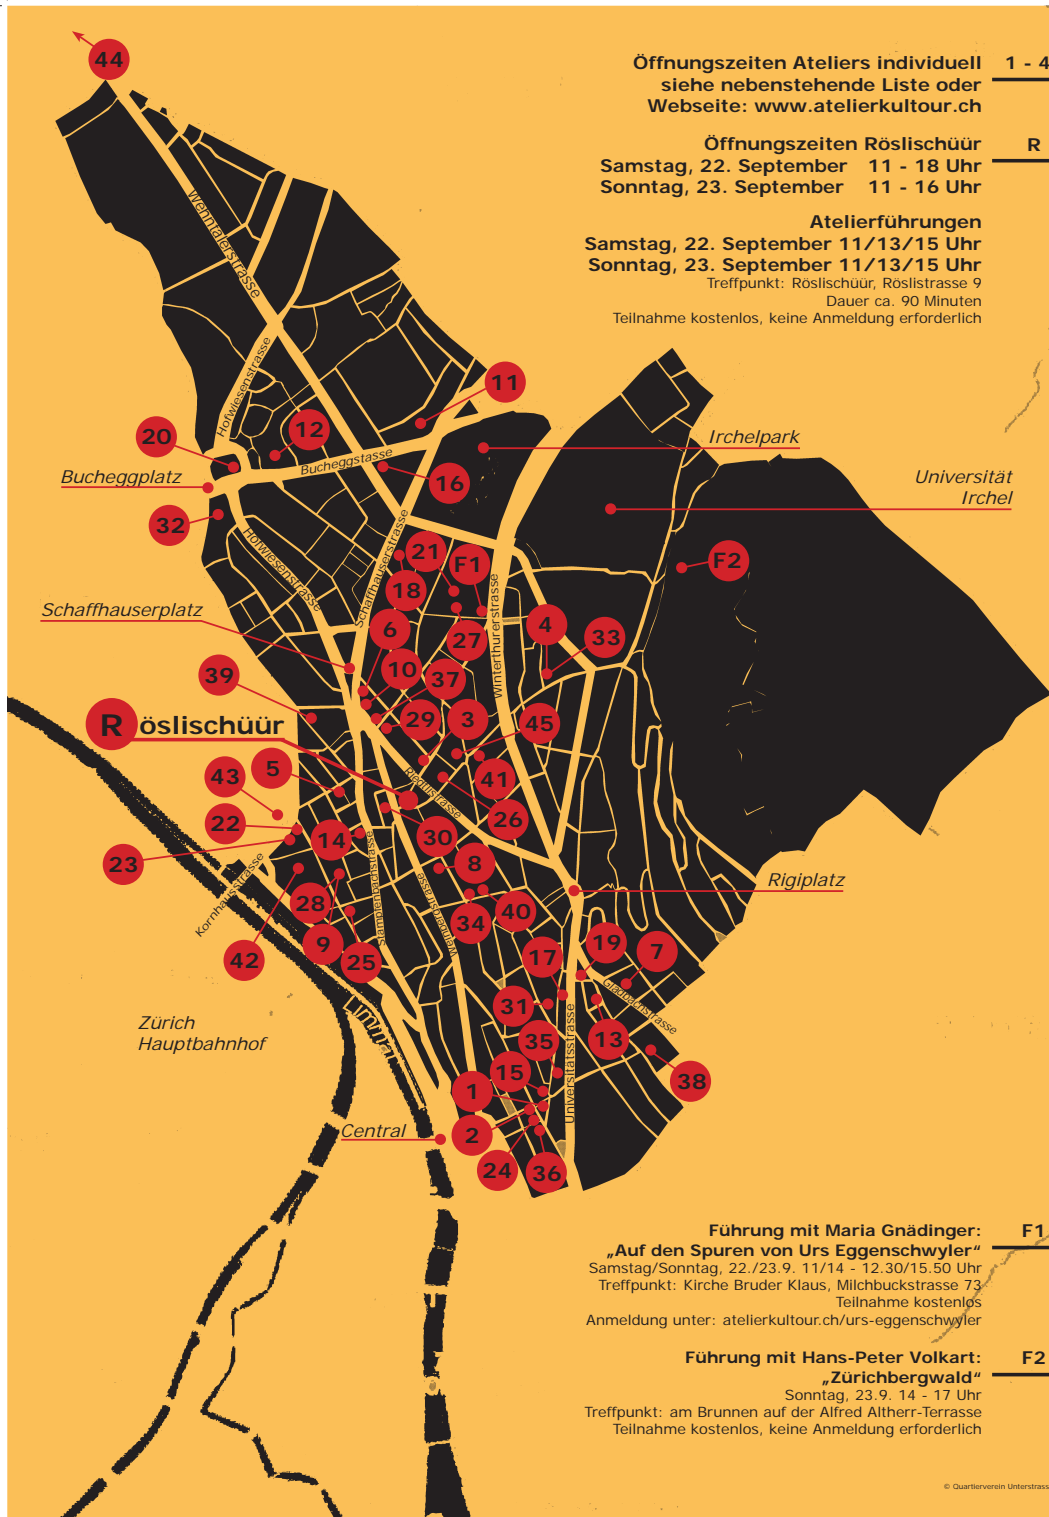 44
Öffnungszeiten Ateliers individuell
1 - 4
siehe nebenstehende Liste oder
Webseite: www.atelierkultour.ch
Öffnungszeiten Röslischüür
R
Samstag, 22. September 11 - 18 Uhr
Sonntag, 23. September 11 - 16 Uhr
Atelierführungen
Samstag, 22. September 11/13/15 Uhr
Sonntag, 23. September 11/13/15 Uhr
Treffpunkt: Röslischüür, Röslistrasse 9
Dauer ca. 90 Minuten
Teilnahme kostenlos, keine Anmeldung erforderlich
Wehntalerstrasse
Hofwiesenstrasse
11
20
12
Irchelpark
Bucheggstasse
Bucheggplatz
16
Universität
Irchel
32
Hofwiesenstrasse
Schaffhauserstrasse
21
F1
F2
18
Winterthurerstrasse
Schaffhauserplatz
6
27
4
33
39
10
37
Röslischüür
29
3
45
43
5
Riedtlistrasse
41
22
26
14
30
23
Stampfenbachstrasse
8
Weinbergstrasse
Rigiplatz
Kornhausstrasse
28
34
40
42
9
25
17
19
7
Gladbachstrasse
31
Zürich
Hauptbahnhof
Limmat
35
13
Universitätsstrasse
15
38
1
Central
2
24
36
Führung mit Maria Gnädinger:
F1
„Auf den Spuren von Urs Eggenschwyler“
Samstag/Sonntag, 22./23.9. 11/14 - 12.30/15.50 Uhr
Treffpunkt: Kirche Bruder Klaus, Milchbuckstrasse 73
Teilnahme kostenlos
Anmeldung unter: atelierkultour.ch/urs-eggenschwyler
Führung mit Hans-Peter Volkart:
F2
„Zürichbergwald“
Sonntag, 23.9. 14 - 17 Uhr
Treffpunkt: am Brunnen auf der Alfred Altherr-Terrasse
Teilnahme kostenlos, keine Anmeldung erforderlich
© Quartierverein Unterstrass